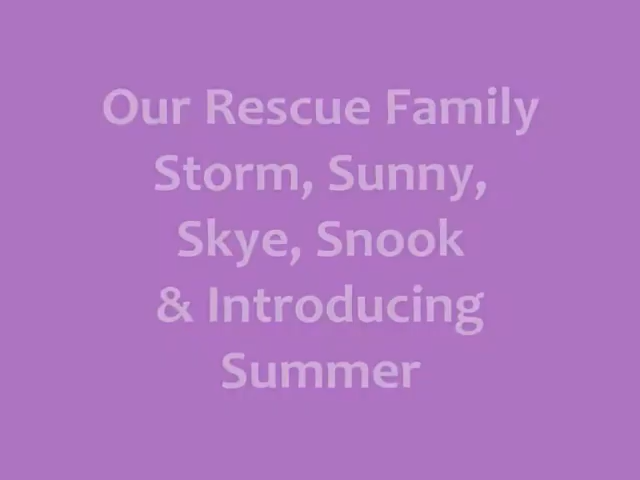 Our Rescue Family
Storm, Sunny,
Skye, Snook
& Introducing
Summer